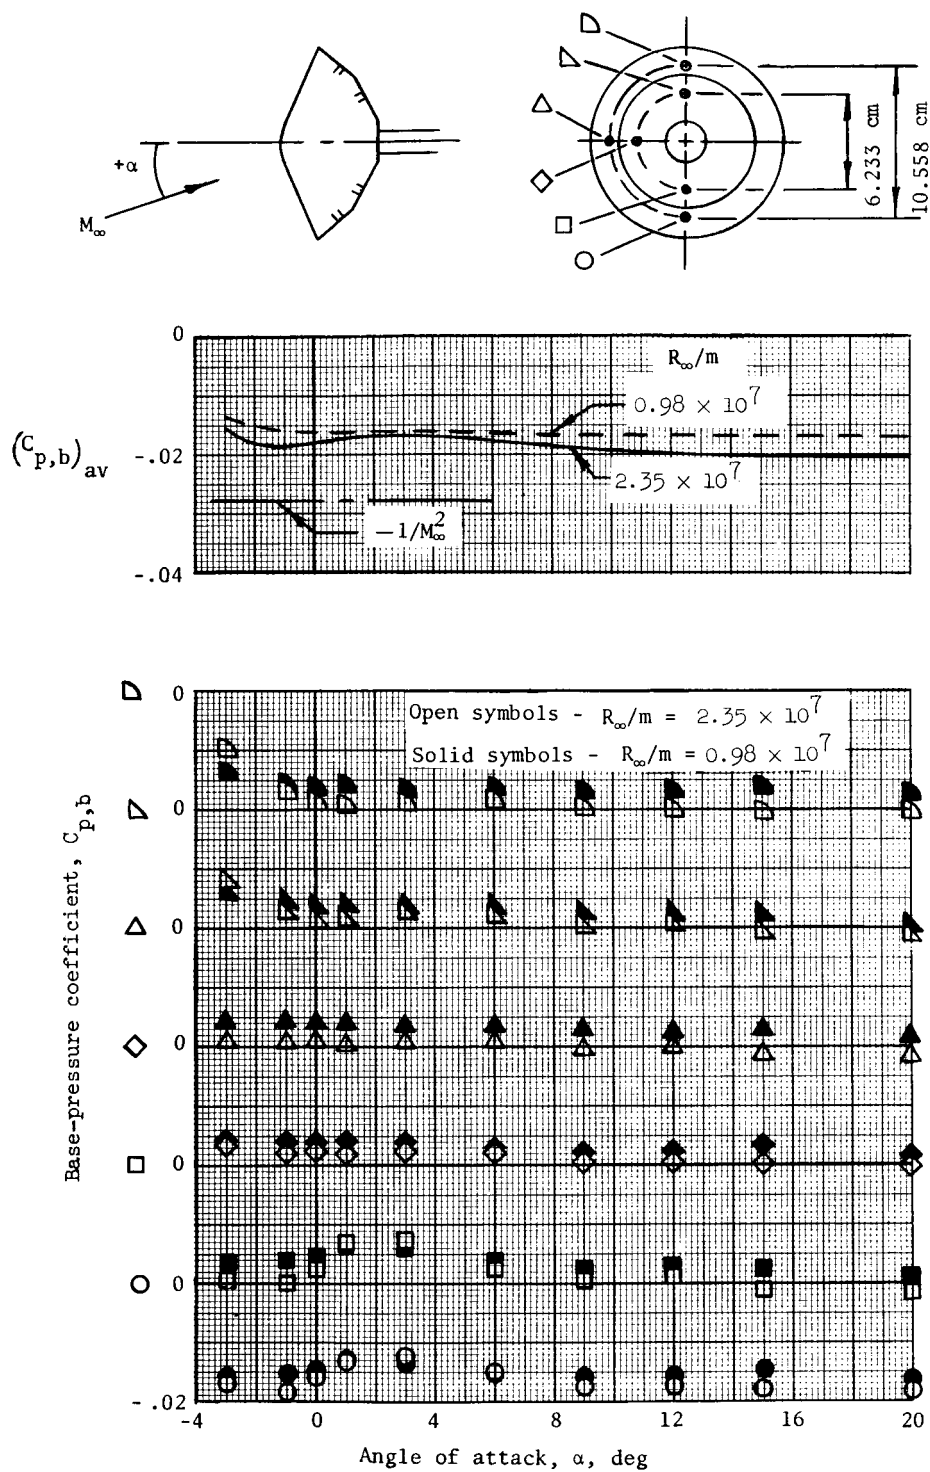 +α
M∞
6.233 cm
10.558 cm
0
-.02
-.04
(C_{p,b})_{av}
R∞/m
0.98 × 10^7
2.35 × 10^7
—1/M∞^2
Base-pressure coefficient, C_{p,b}
0
0
0
0
0
0
-.02
Open symbols - R∞/m = 2.35 × 10^7
Solid symbols - R∞/m = 0.98 × 10^7
-4 0 4 8 12 16 20
Angle of attack, α, deg